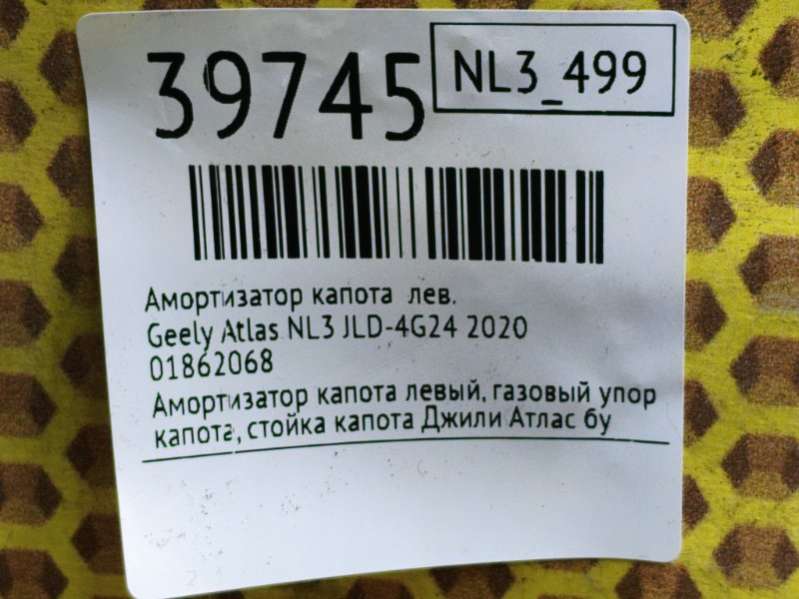 39745
NL3_499
Амортизатор капота лев.
Geely Atlas NL3 JLD-4G24 2020
01862068
Амортизатор капота левый, газовый упор
капота, стойка капота Джили Атлас бу